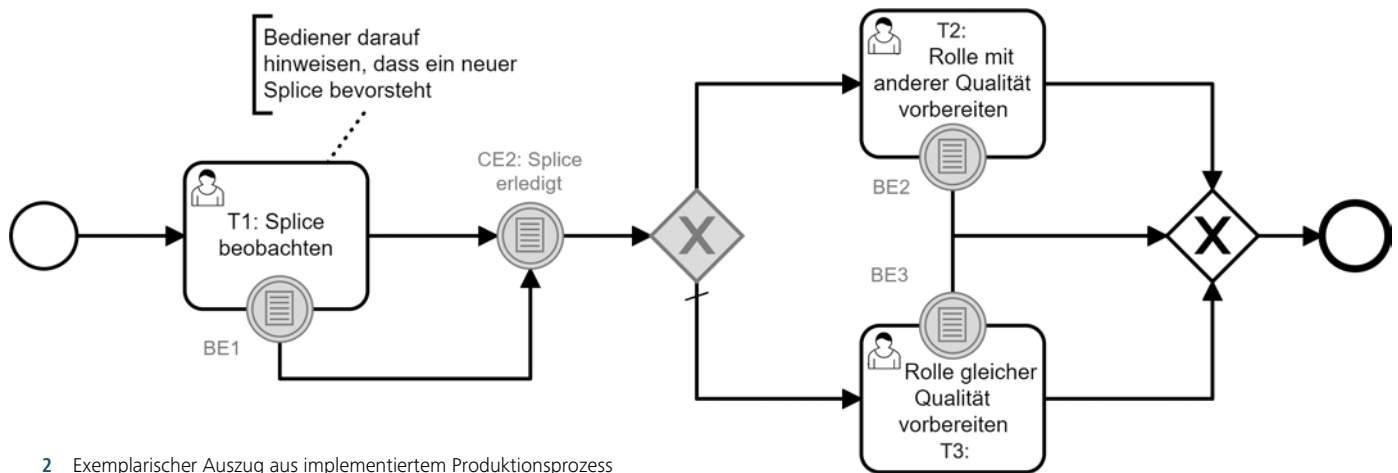 Bediener darauf
hinweisen, dass ein neuer
Splice bevorsteht
T1: Splice
beobachten
BE1
CE2: Splice
erledigt
X
T2:
Rolle mit
anderer Qualität
vorbereiten
BE2
BE3
Rolle gleicher
Qualität
vorbereiten
T3:
X
2 Exemplarischer Auszug aus implementiertem Produktionsprozess